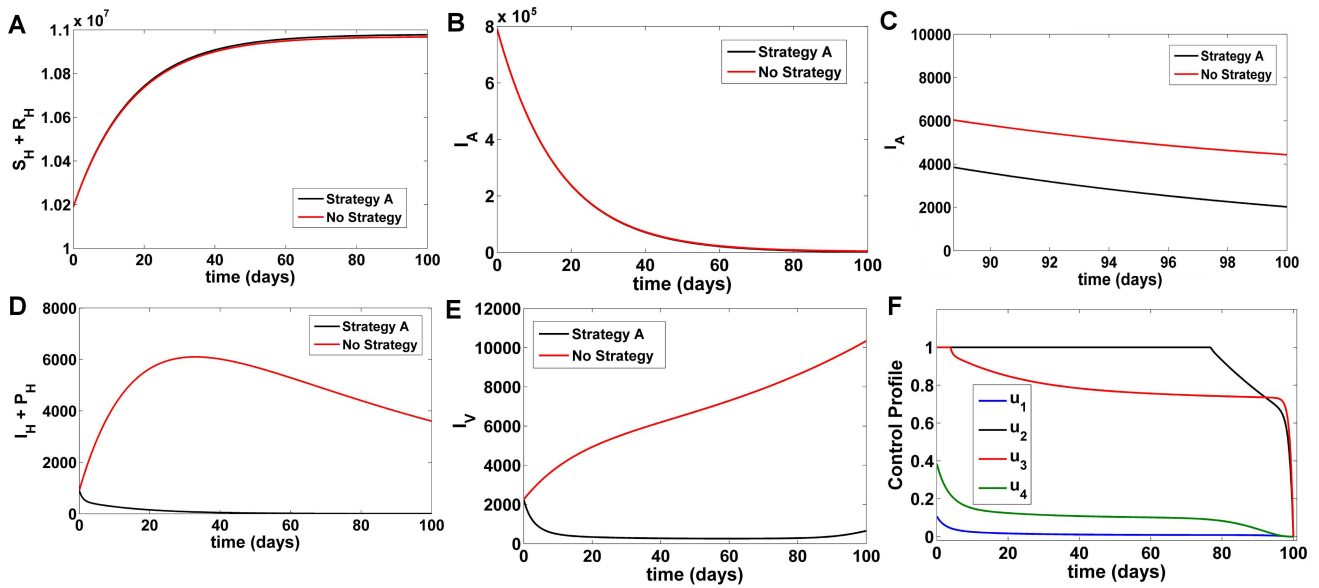 A
× 10^7
1.1
1.08
1.06
1.04
1.02
1
S_H + R_H
Strategy A
No Strategy
0 20 40 60 80 100
time (days)
B
× 10^5
8
6
4
2
0
I_A
Strategy A
No Strategy
0 20 40 60 80 100
time (days)
C
10000
8000
6000
4000
2000
0
I_A
Strategy A
No Strategy
90 92 94 96 98 100
time (days)
D
8000
6000
4000
2000
0
I_H + P_H
Strategy A
No Strategy
0 20 40 60 80 100
time (days)
E
12000
10000
8000
6000
4000
2000
0
I_V
Strategy A
No Strategy
0 20 40 60 80 100
time (days)
F
1
0.8
0.6
0.4
0.2
0
Control Profile
u_1
u_2
u_3
u_4
0 20 40 60 80 100
time (days)